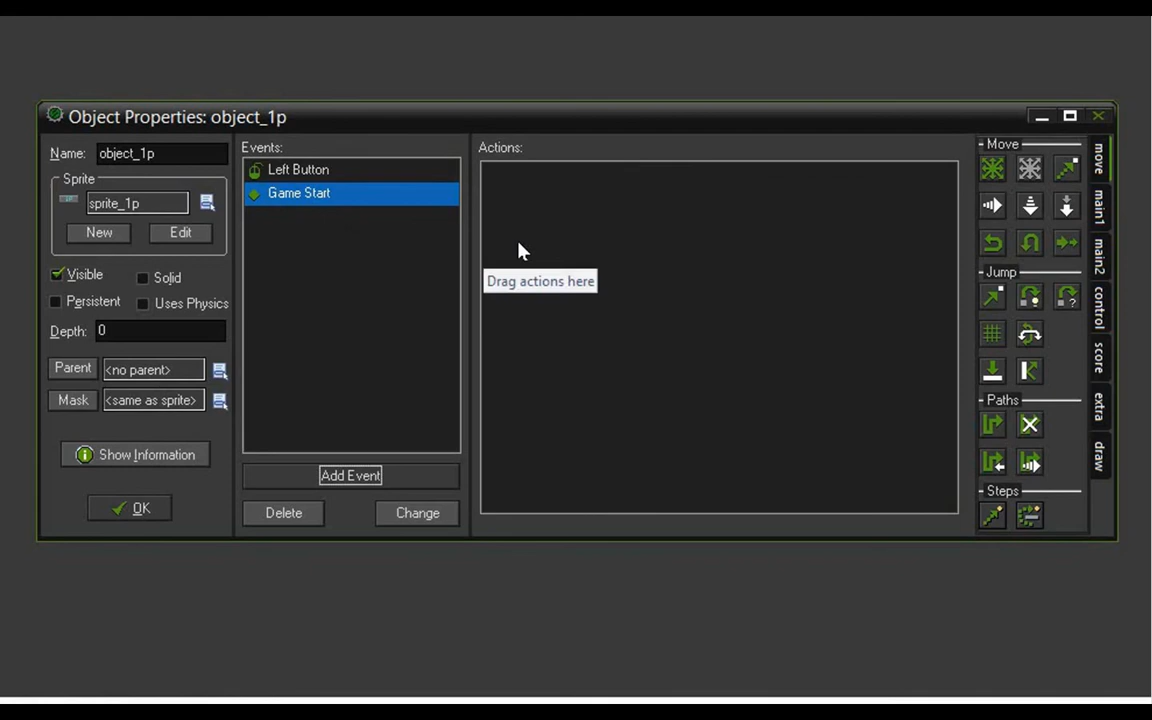 Object Properties: object_1p
Name: object_1p
Sprite
sprite_1p
New Edit
Visible Solid
Persistent Uses Physics
Depth: 0
Parent <no parent>
Mask <same as sprite>
Show Information
OK
Events:
Left Button
Game Start
Add Event
Delete Change
Actions:
Drag actions here
Move
Jump
?
Paths
Steps
move
main1
main2
control
score
extra
draw